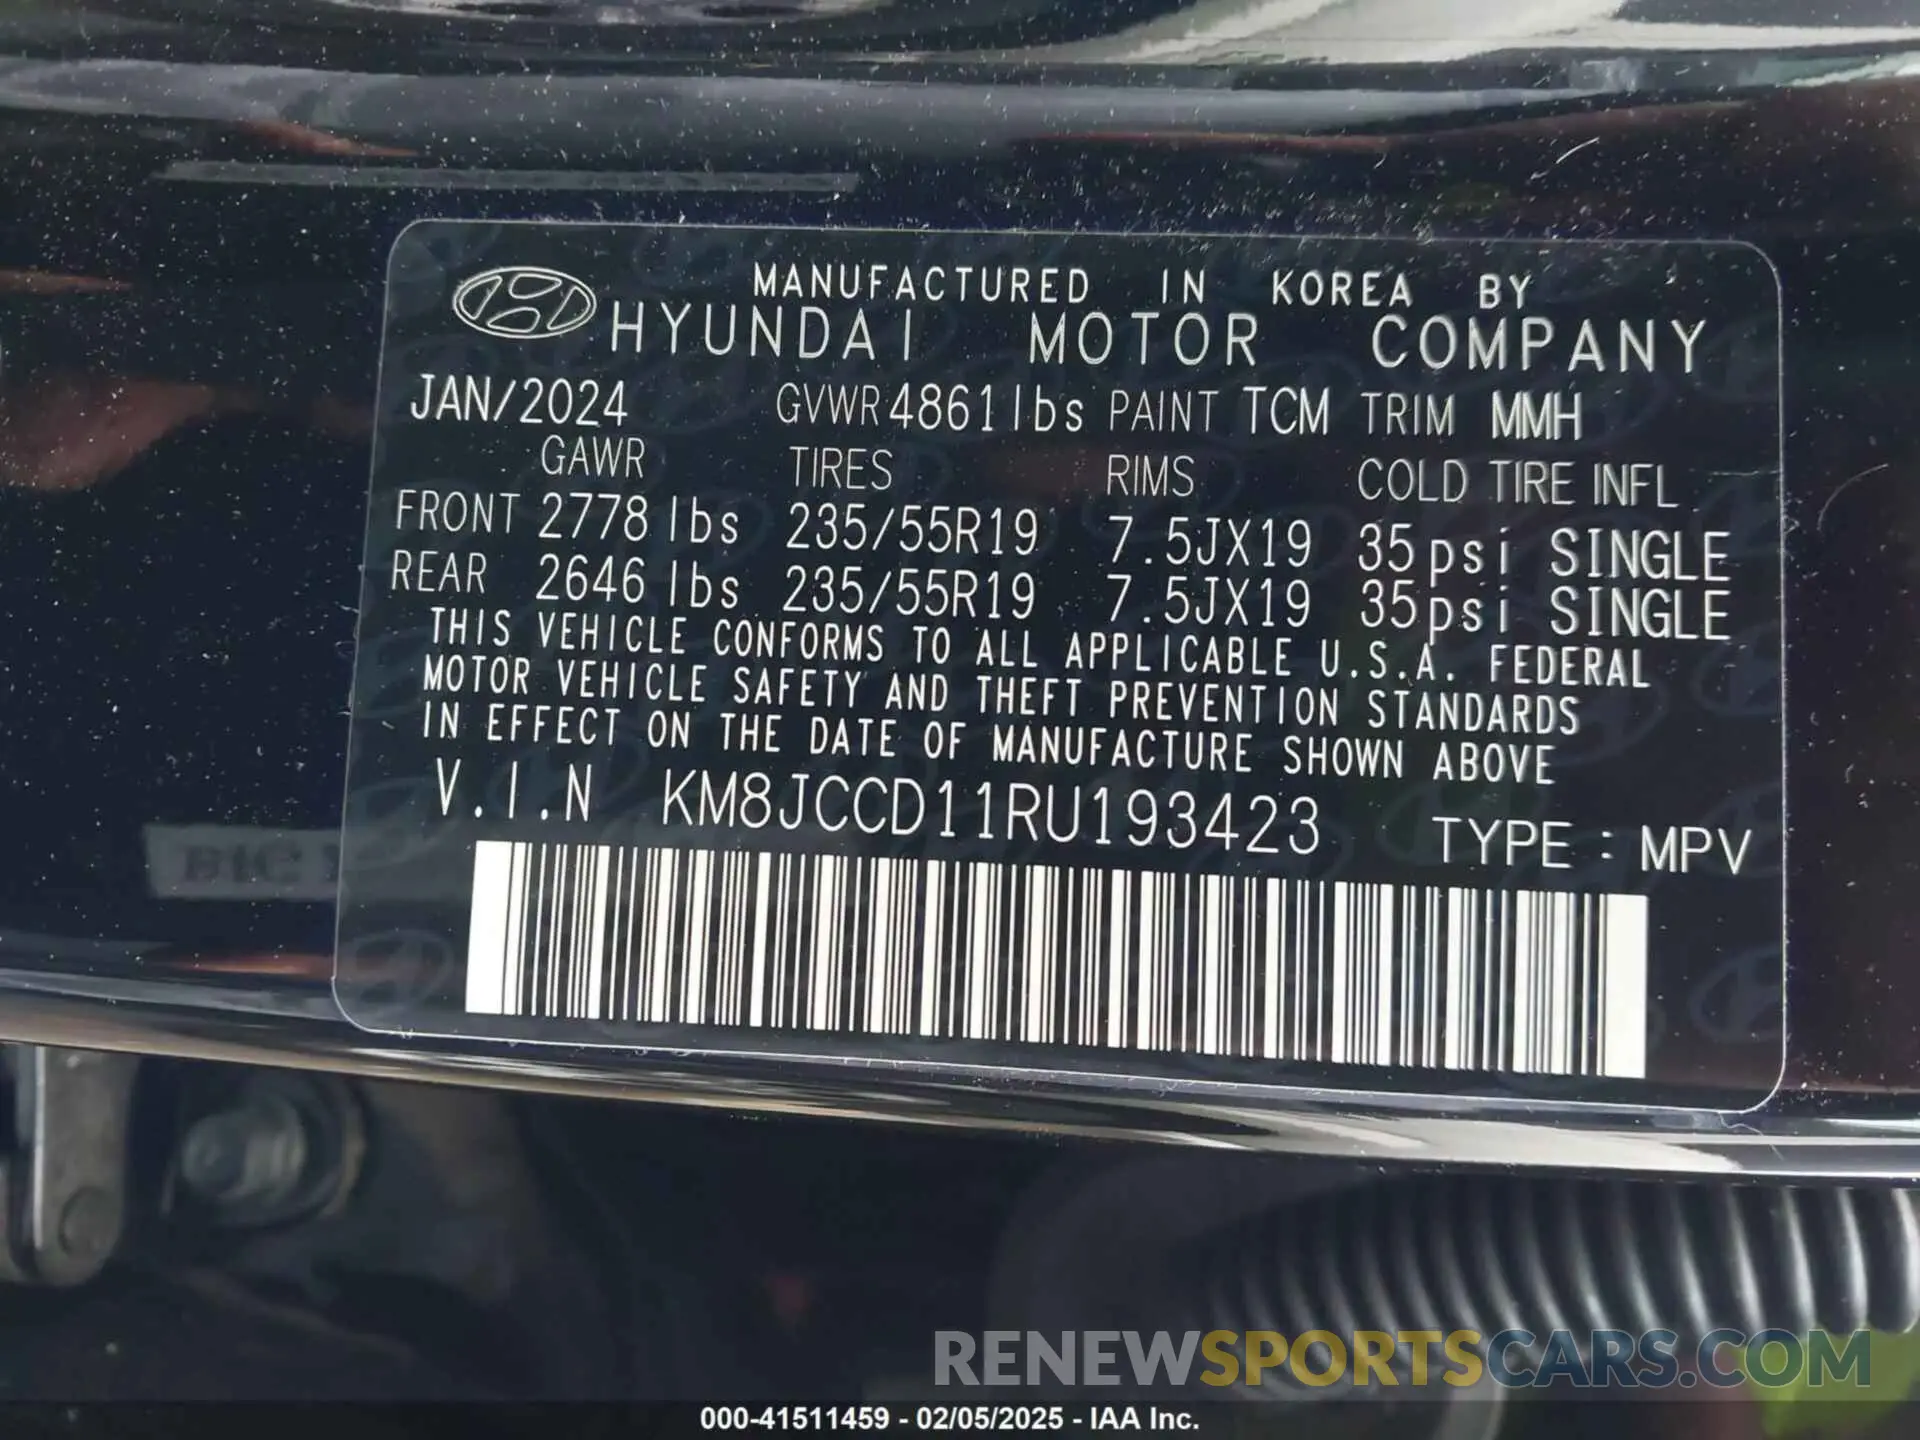 MANUFACTURED IN KOREA BY
HYUNDAI MOTOR COMPANY
JAN/2024 GVWR 4861 lbs PAINT TCM TRIM MMH
GAWR TIRES RIMS COLD TIRE INFL
FRONT 2778 lbs 235/55R19 7.5JX19 35psi SINGLE
REAR 2646 lbs 235/55R19 7.5JX19 35psi SINGLE
THIS VEHICLE CONFORMS TO ALL APPLICABLE U.S.A. FEDERAL
MOTOR VEHICLE SAFETY AND THEFT PREVENTION STANDARDS
IN EFFECT ON THE DATE OF MANUFACTURE SHOWN ABOVE
V.I.N KM8JCCD11RU193423 TYPE : MPV
RENEWSPORTSCARS.COM
000-41511459 - 02/05/2025 - IAA Inc.